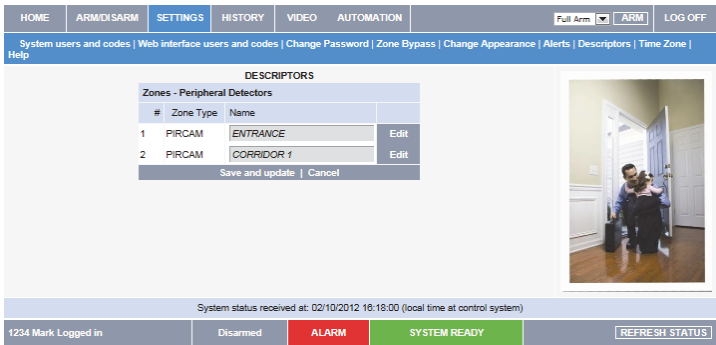 HOME ARM/DISARM SETTINGS HISTORY VIDEO AUTOMATION Full Arm ARM LOG OFF
System users and codes | Web interface users and codes | Change Password | Zone Bypass | Change Appearance | Alerts | Descriptors | Time Zone |
Help
DESCRIPTORS
Zones - Peripheral Detectors
# Zone Type Name
1 PIRCAM ENTRANCE Edit
2 PIRCAM CORRIDOR 1 Edit
Save and update | Cancel
System status received at: 02/10/2012 16:18:00 (local time at control system)
1234 Mark Logged in Disarmed ALARM SYSTEM READY REFRESH STATUS